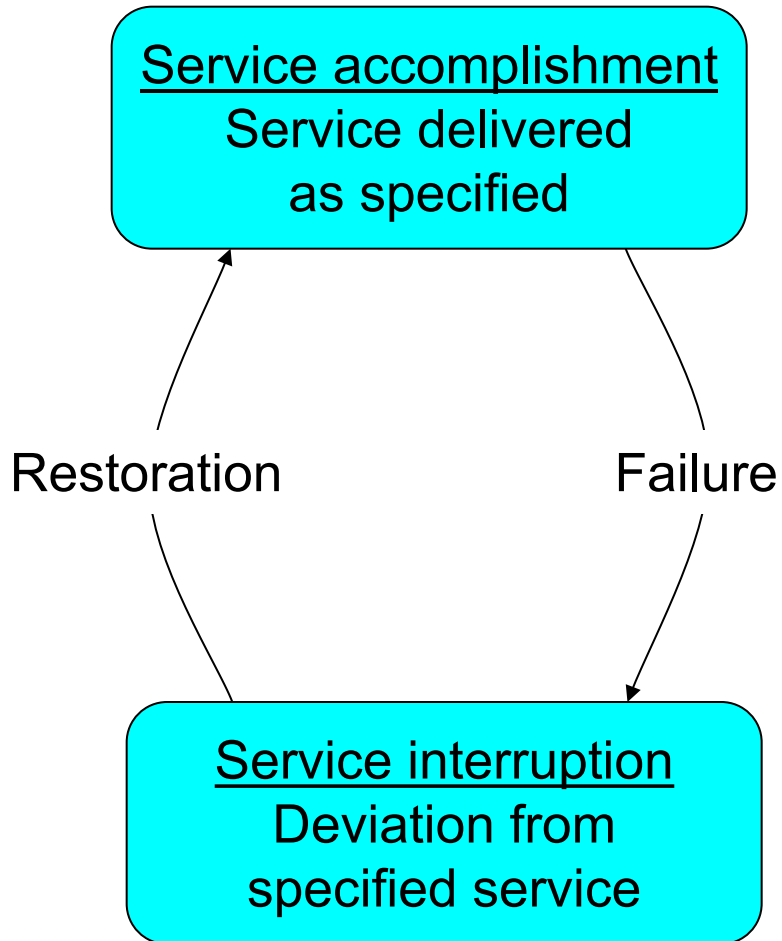 Service accomplishment
Service delivered
as specified
Restoration
Failure
Service interruption
Deviation from
specified service